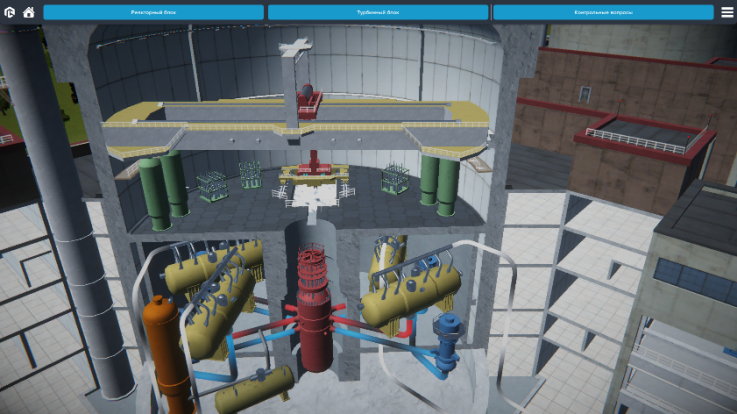 Реакторный блок
Турбинный блок
Контрольные вопросы